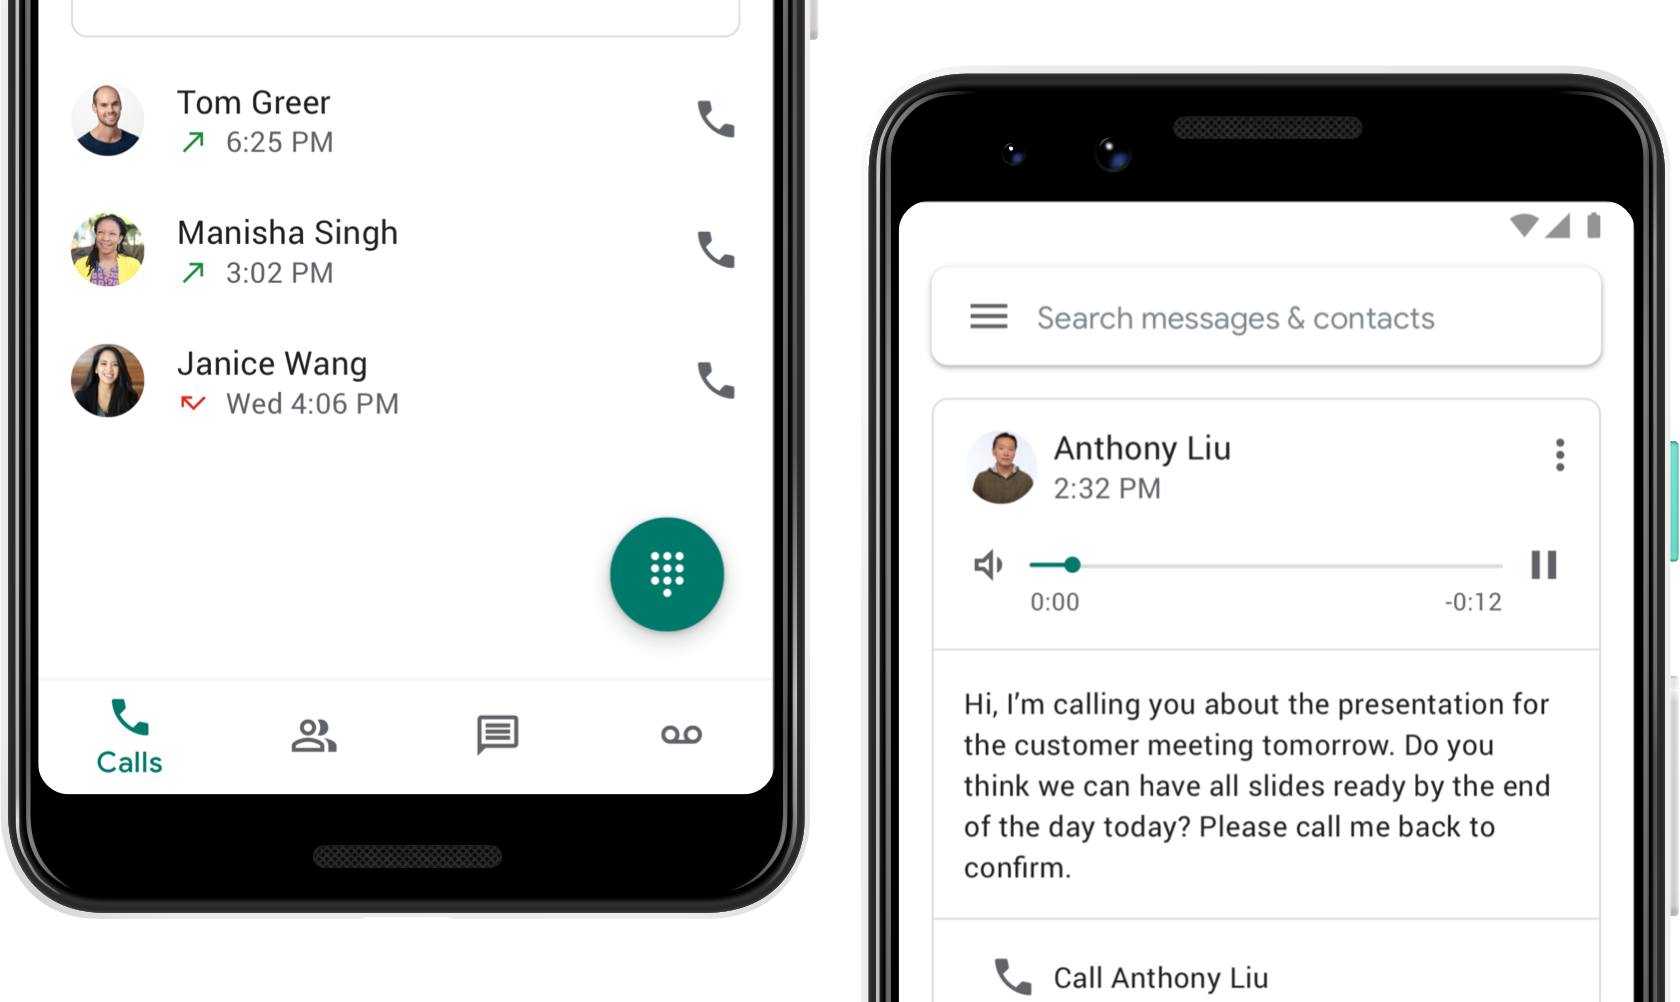 Tom Greer
6:25 PM
Manisha Singh
3:02 PM
Janice Wang
Wed 4:06 PM
Calls
Search messages & contacts
Anthony Liu
2:32 PM
0:00
-0:12
Hi, I’m calling you about the presentation for
the customer meeting tomorrow. Do you
think we can have all slides ready by the end
of the day today? Please call me back to
confirm.
Call Anthony Liu